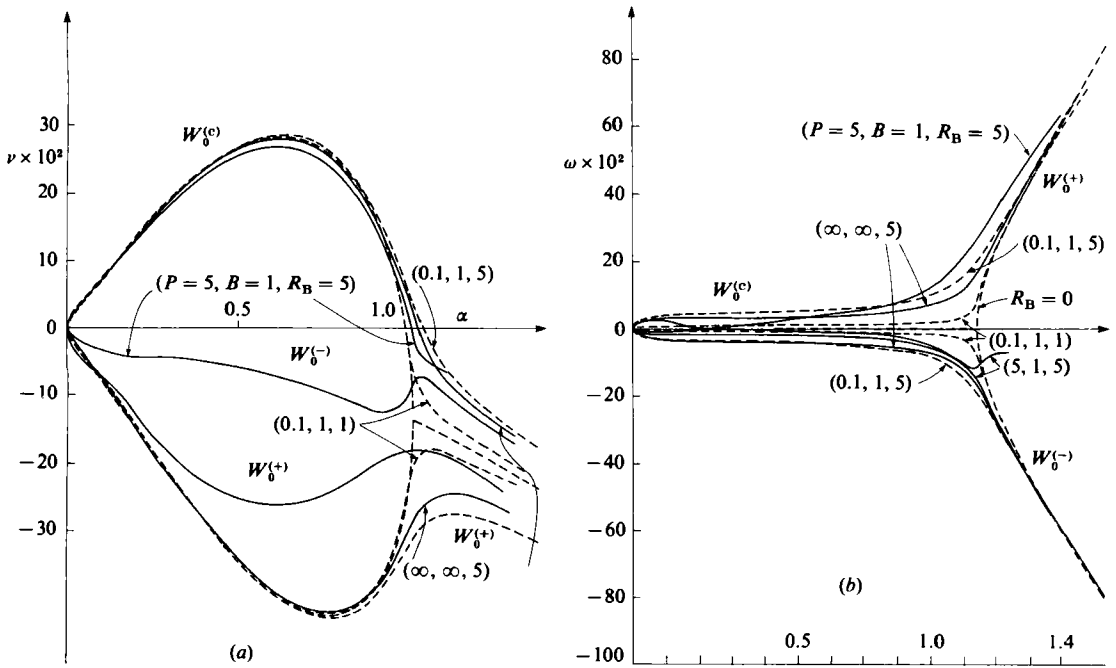 30
W₀⁽ᶜ⁾
ν × 10²
20
10
(P = 5, B = 1, R_B = 5)
(0.1, 1, 5)
0
0.5
1.0
α
W₀⁽⁻⁾
−10
(0.1, 1, 1)
−20
W₀⁽⁺⁾
−30
W₀⁽⁺⁾
(∞, ∞, 5)
(a)
80
60
(P = 5, B = 1, R_B = 5)
ω × 10²
40
W₀⁽⁺⁾
(∞, ∞, 5)
20
(0.1, 1, 5)
W₀⁽ᶜ⁾
R_B = 0
0
(0.1, 1, 1)
(5, 1, 5)
(0.1, 1, 5)
−20
−40
W₀⁽⁻⁾
−60
−80
(b)
−100
0.5
1.0
1.4